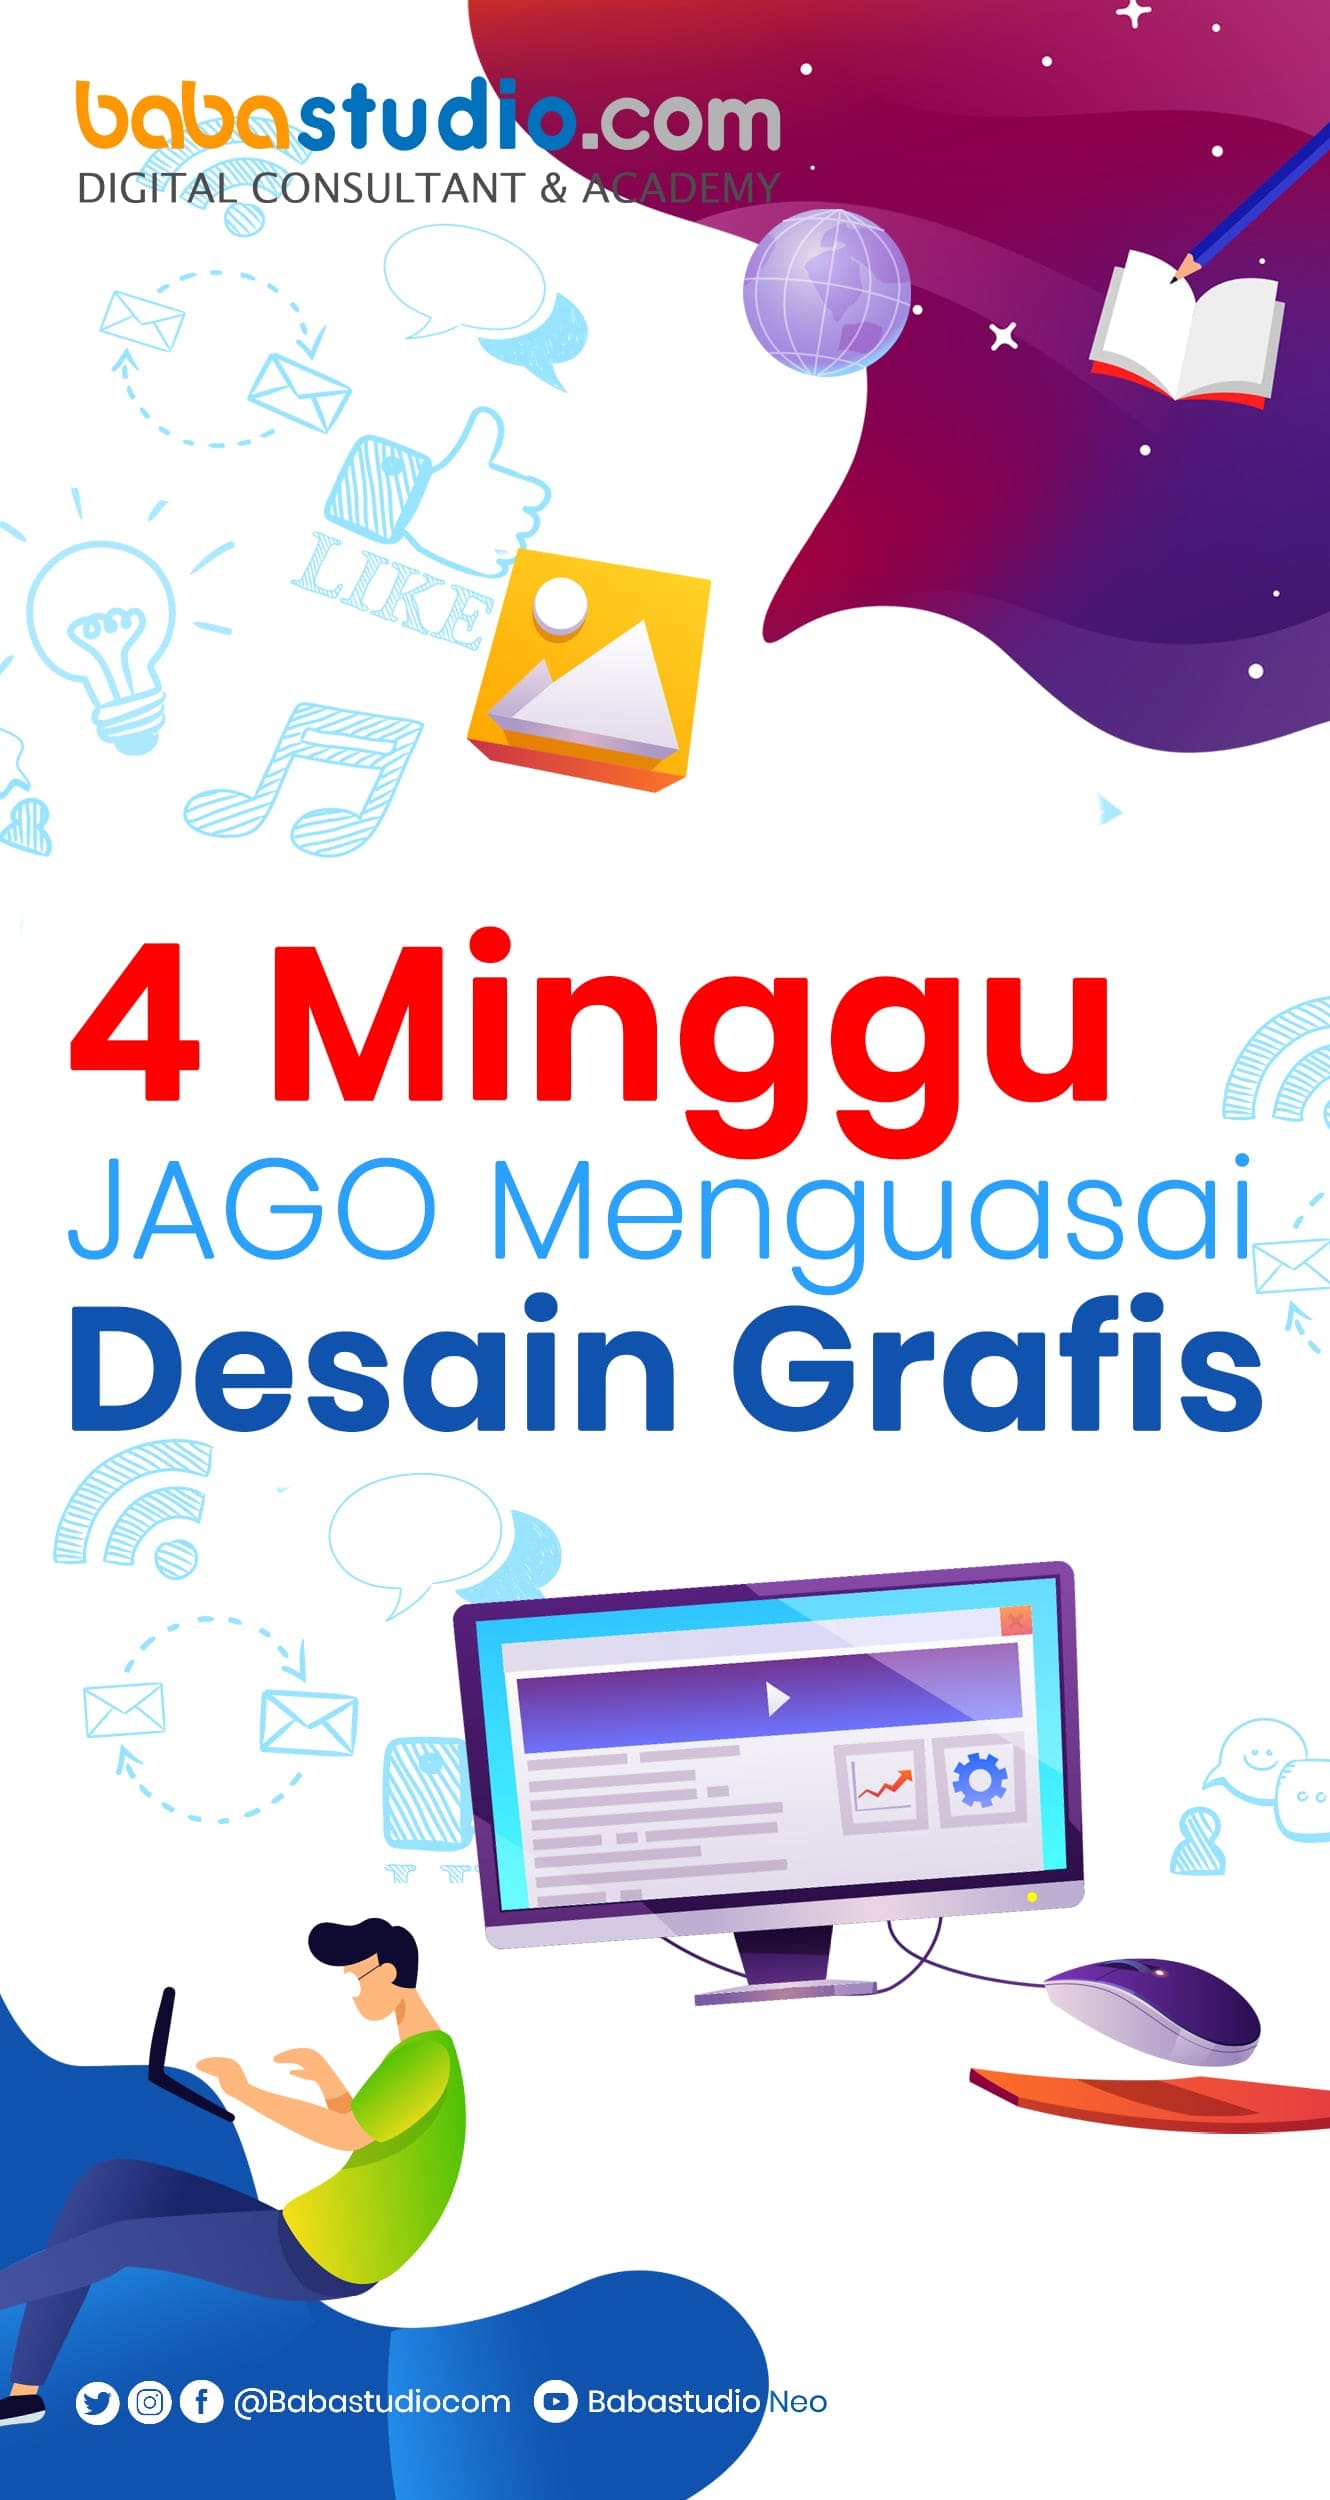 babastudio.com
DIGITAL CONSULTANT & ACADEMY
LIKE
4 Minggu
JAGO Menguasai
Desain Grafis
@Babastudiocom Babastudio Neo